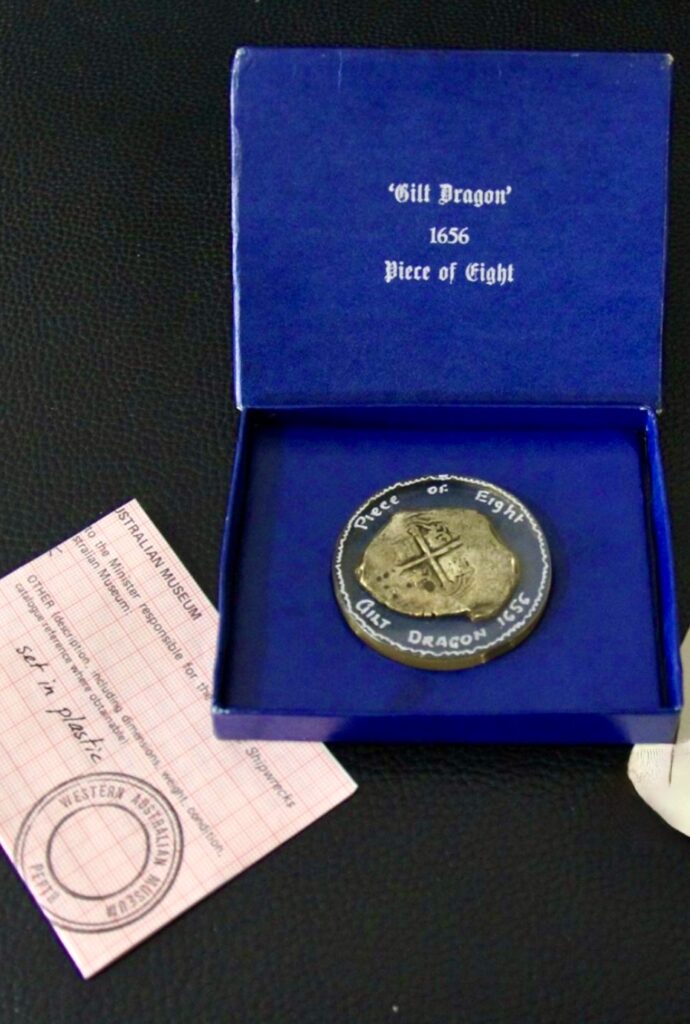 'Gilt Dragon'
1656
Piece of Eight
Piece of Eight
GILT DRAGON 1656
USTRALIAN MUSEUM
to the Minister responsible for the
Shipwrecks
stralian Museum:
OTHER (description, including dimensions, weight, condition,
catalogue reference where obtainable)
set in plastic
WESTERN AUSTRALIAN MUSEUM
PERTH